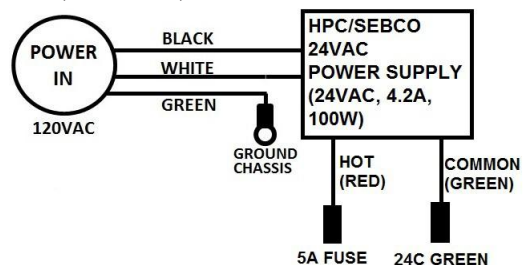 POWER
IN
120VAC
BLACK
WHITE
GREEN
GROUND
CHASSIS
HPC/SEBCO
24VAC
POWER SUPPLY
(24VAC, 4.2A,
100W)
HOT
(RED)
COMMON
(GREEN)
5A FUSE
24C GREEN